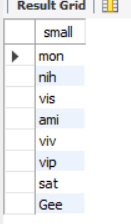 Result Grid
small
mon
nih
vis
ami
viv
vip
sat
Gee